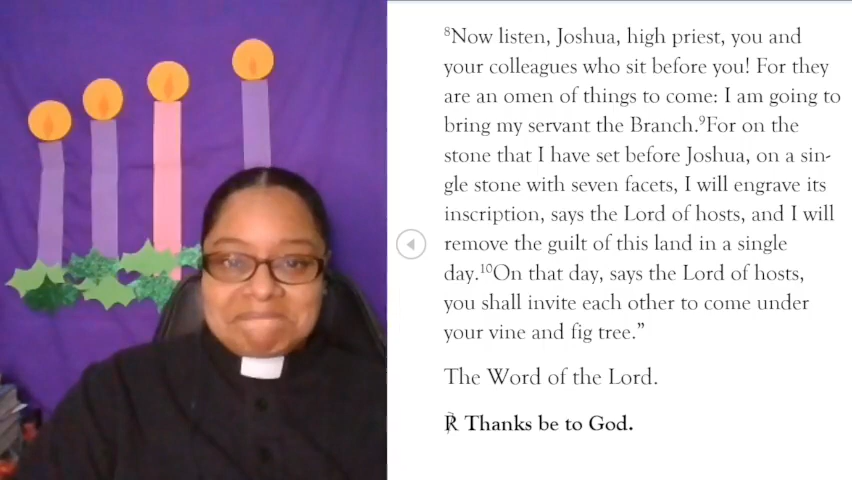 ⁸Now listen, Joshua, high priest, you and
your colleagues who sit before you! For they
are an omen of things to come: I am going to
bring my servant the Branch.⁹For on the
stone that I have set before Joshua, on a sin-
gle stone with seven facets, I will engrave its
inscription, says the Lord of hosts, and I will
remove the guilt of this land in a single
day.¹⁰On that day, says the Lord of hosts,
you shall invite each other to come under
your vine and fig tree.”
The Word of the Lord.
℟ Thanks be to God.